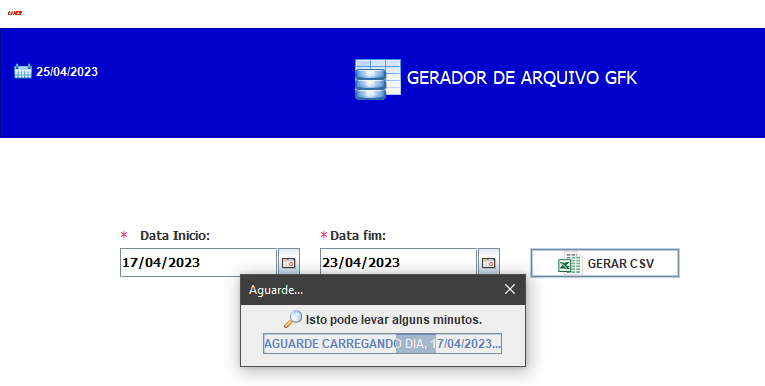 25/04/2023
GERADOR DE ARQUIVO GFK
* Data Inicio:
* Data fim:
17/04/2023
23/04/2023
GERAR CSV
Aguarde...
Isto pode levar alguns minutos.
AGUARDE CARREGANDO DIA, 17/04/2023...